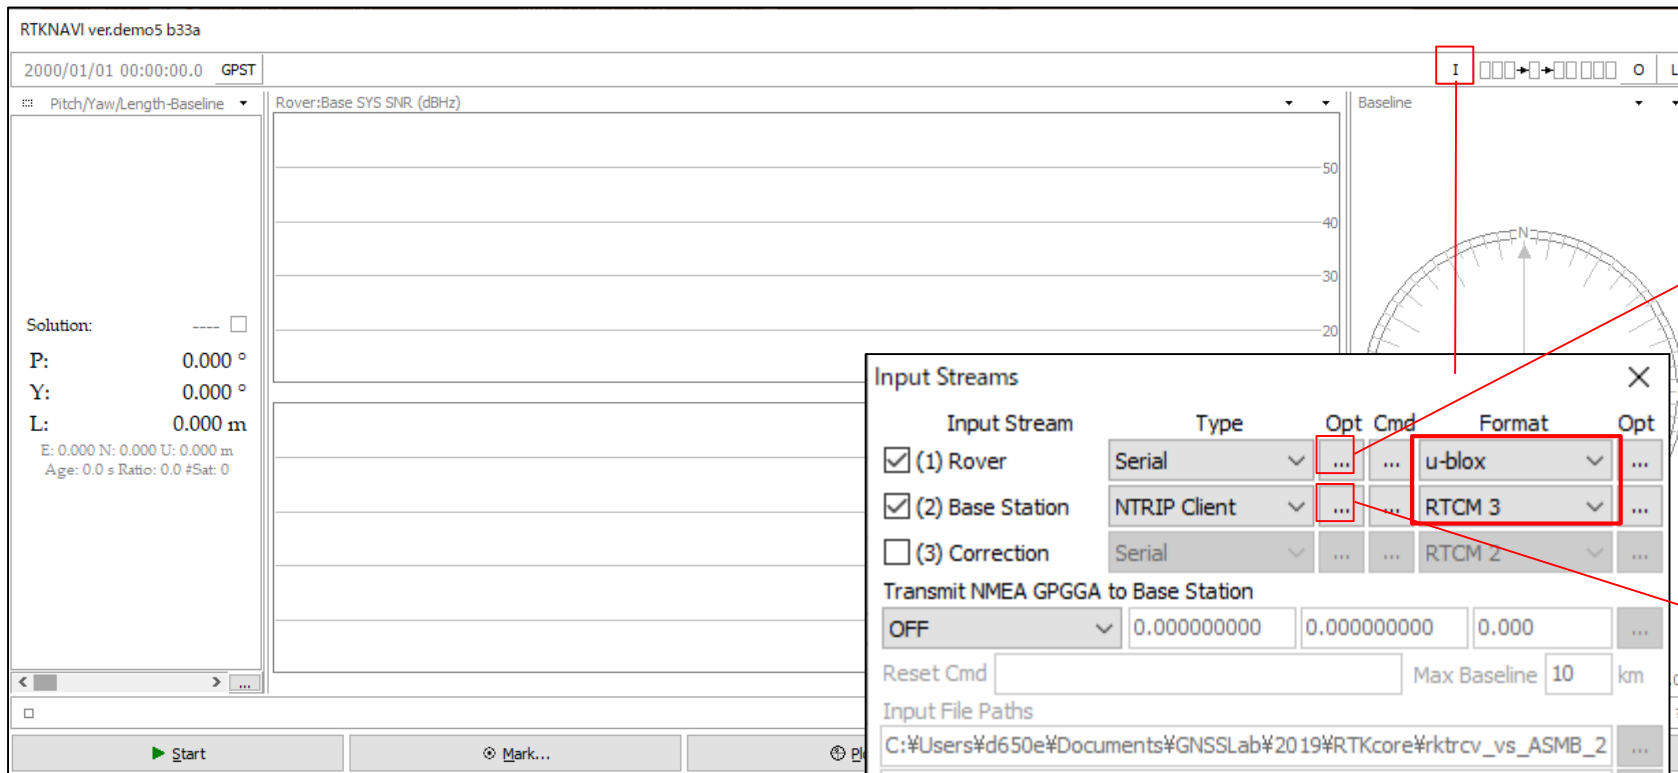 RTKNAVI ver.demo5 b33a
2000/01/01 00:00:00.0 GPST
I O
Pitch/Yaw/Length-Baseline
Rover:Base SYS SNR (dBHz)
Baseline
50
40
30
20
N
Solution: ----
P: 0.000 °
Y: 0.000 °
L: 0.000 m
E: 0.000 N: 0.000 U: 0.000 m
Age: 0.0 s Ratio: 0.0 #Sat: 0
...
Start
Mark...
Input Streams
Input Stream Type Opt Cmd Format Opt
(1) Rover Serial ... ... u-blox ...
(2) Base Station NTRIP Client ... ... RTCM 3 ...
(3) Correction Serial ... ... RTCM 2 ...
Transmit NMEA GPGGA to Base Station
OFF 0.000000000 0.000000000 0.000 ...
Reset Cmd Max Baseline 10 km
Input File Paths
C:¥Users¥d650e¥Documents¥GNSSLab¥2019¥RTKcore¥rktrcv_vs_ASMB_2 ...